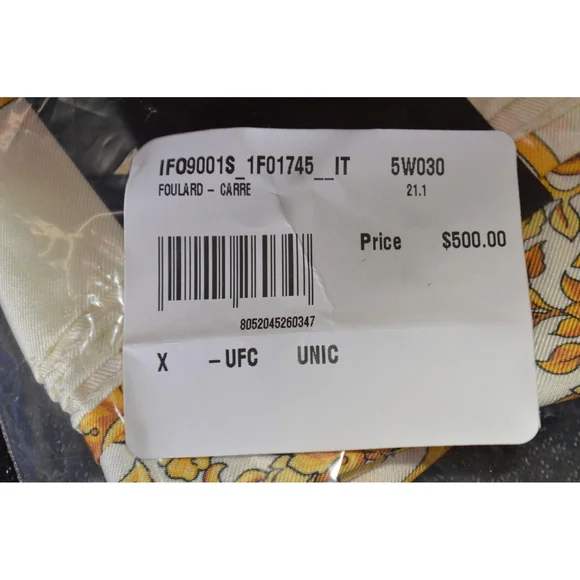 IFO9001S_1F01745__IT 5W030
FOULARD - CARRE 21.1
Price $500.00
8052045260347
X -UFC UNIC